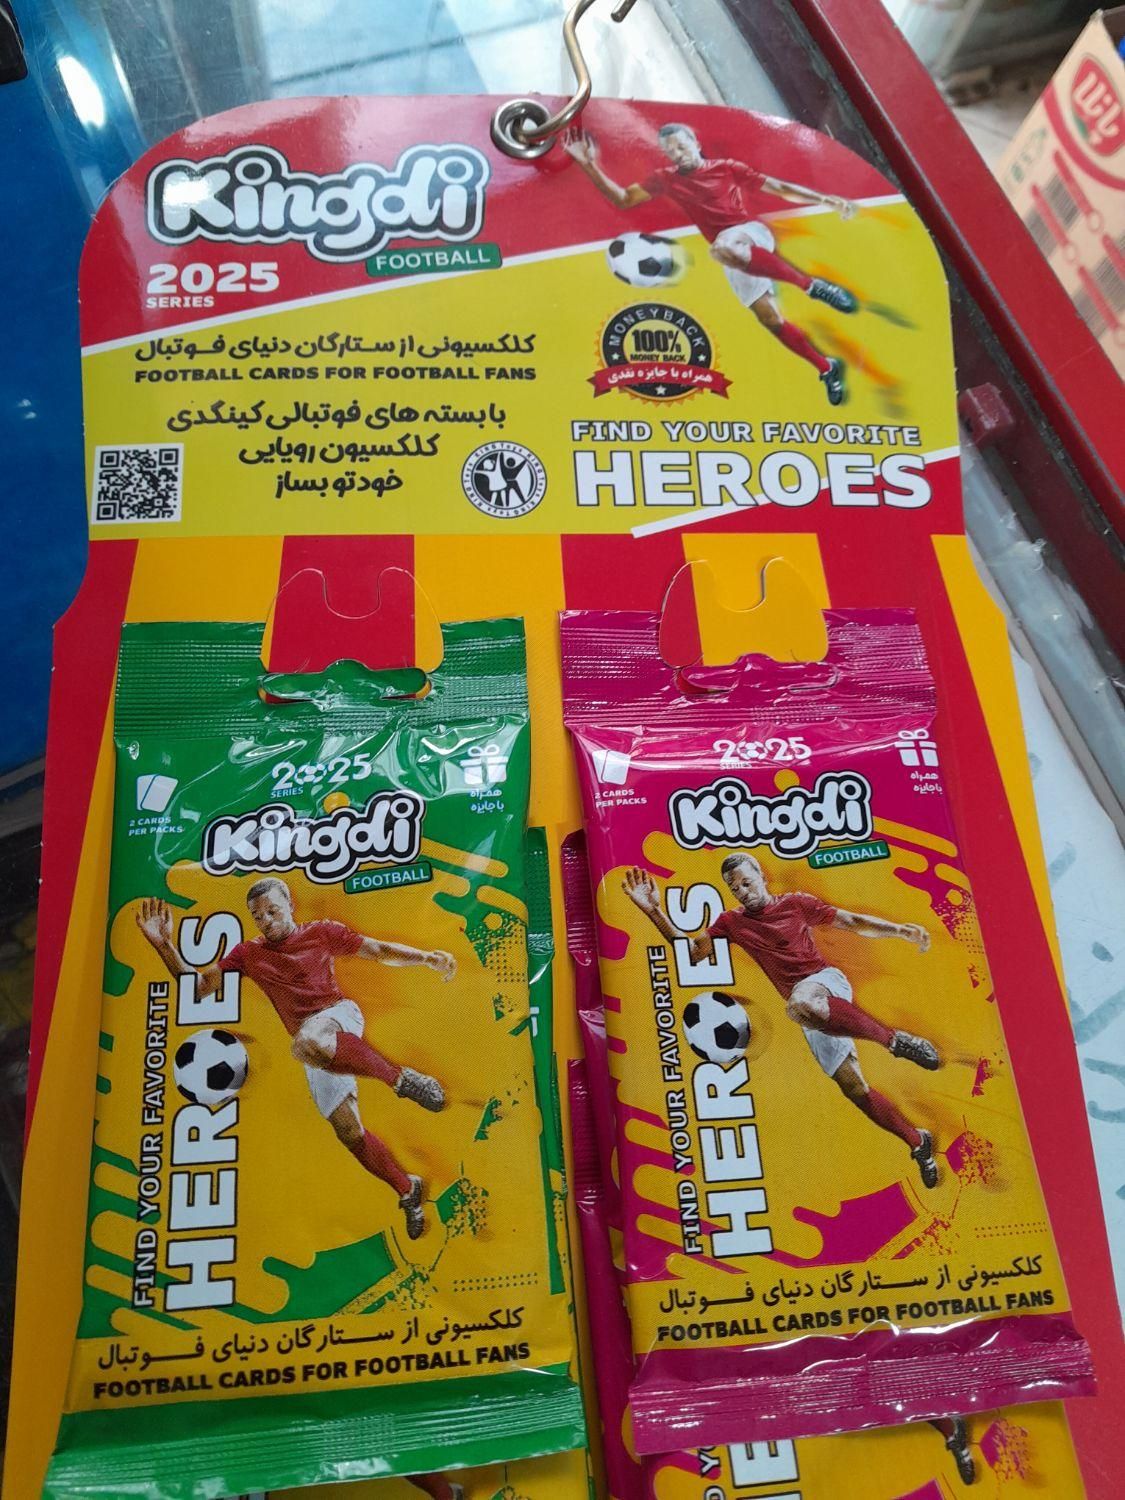 Kingdi
FOOTBALL
2025
SERIES
کلکسیونی از ستارگان دنیای فوتبال
FOOTBALL CARDS FOR FOOTBALL FANS
با بسته های فوتبالی کینگدی
کلکسیون رویایی
خودتو بساز
MONEY BACK
100%
MONEY BACK
همراه با جایزه نقدی
FIND YOUR FAVORITE
HEROES
2025
SERIES
2 CARDS
PER PACKS
همراه
با جایزه
Kingdi
FOOTBALL
FIND YOUR FAVORITE
HEROES
کلکسیونی از ستارگان دنیای فوتبال
FOOTBALL CARDS FOR FOOTBALL FANS
2025
SERIES
2 CARDS
PER PACKS
همراه
با جایزه
Kingdi
FOOTBALL
FIND YOUR FAVORITE
HEROES
کلکسیونی از ستارگان دنیای فوتبال
FOOTBALL CARDS FOR FOOTBALL FANS